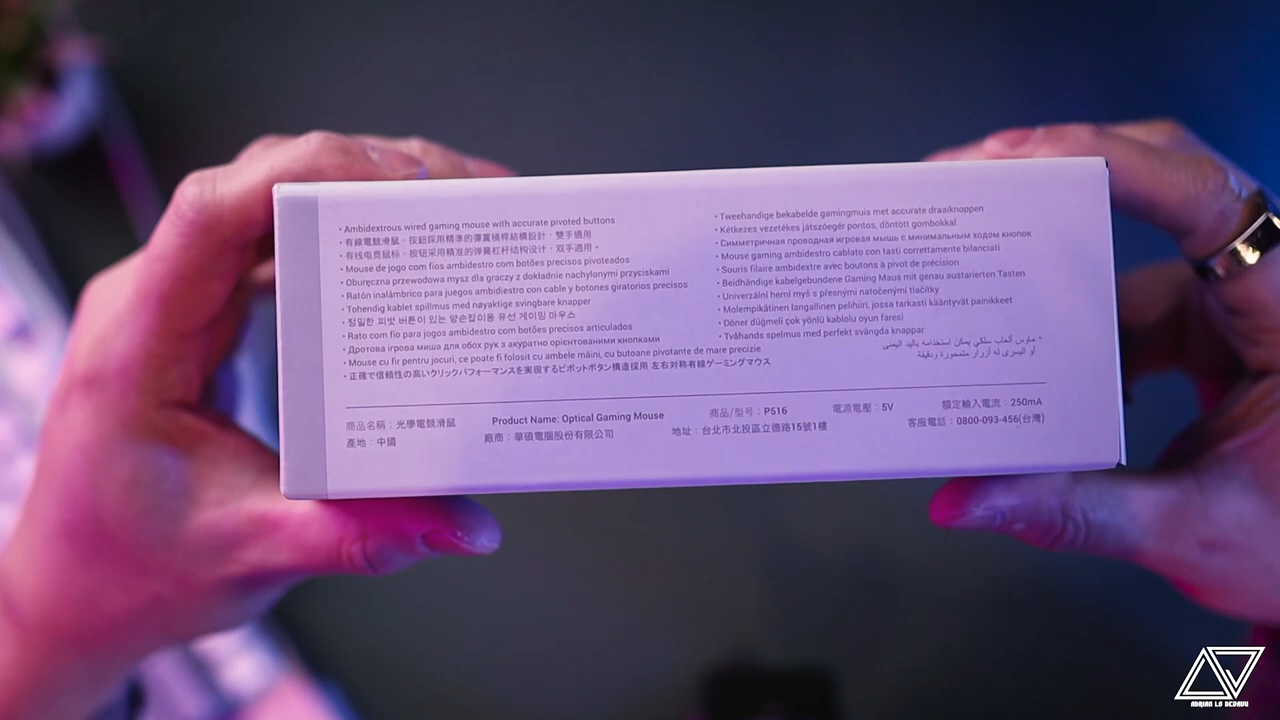 • Ambidextrous wired gaming mouse with accurate pivoted buttons
• 有線電競滑鼠，按鈕採用精準的彈簧槓桿結構設計，雙手適用
• 有线电竞鼠标，按钮采用精准的弹簧杠杆结构设计，双手适用。
• Mouse de jogo com fios ambidestro com botões precisos pivoteados
• Oburęczna przewodowa mysz dla graczy z dokładnie nachylonymi przyciskami
• Ratón inalámbrico para juegos ambidiestro con cable y botones giratorios precisos
• Tohendig kablet spillmus med nøyaktige svingbare knapper
• 정밀한 피벗 버튼이 있는 양손잡이용 유선 게이밍 마우스
• Rato com fio para jogos ambidestro com botões precisos articulados
• Дротова ігрова миша для обох рук з акуратно орієнтованими кнопками
• Mouse cu fir pentru jocuri, ce poate fi folosit cu ambele mâini, cu butoane pivotante de mare precizie
• 正確で信頼性の高いクリックパフォーマンスを実現するピボットボタン構造採用 左右対称有線ゲーミングマウス
• Tweehandige bekabelde gamingmuis met accurate draaiknoppen
• Kétkezes vezetékes játszóegér pontos, döntött gombokkal.
• Симметричная проводная игровая мышь с минимальным ходом кнопок
• Mouse gaming ambidestro cablato con tasti correttamente bilanciati
• Souris filaire ambidextre avec boutons à pivot de précision
• Beidhändige kabelgebundene Gaming Maus mit genau austarierten Tasten
• Univerzální herní myš s přesnými natočenými tlačítky
• Molempikätinen langallinen pelihiiri, jossa tarkasti kääntyvät painikkeet
• Döner düğmeli çok yönlü kablolu oyun faresi
• Tvåhands spelmus med perfekt svängda knappar
• ماوس ألعاب سلكي يمكن استخدامه باليد اليمنى
أو اليسرى له أزرار متمحورة ودقيقة
商品名稱：光學電競滑鼠 Product Name: Optical Gaming Mouse 商品/型号：P516 電源電壓：5V 額定輸入電流：250mA
產地：中國 廠商：華碩電腦股份有限公司 地址：台北市北投區立德路15號1樓 客服電話：0800-093-456(台灣)
ADRIAN LO DEJAVU